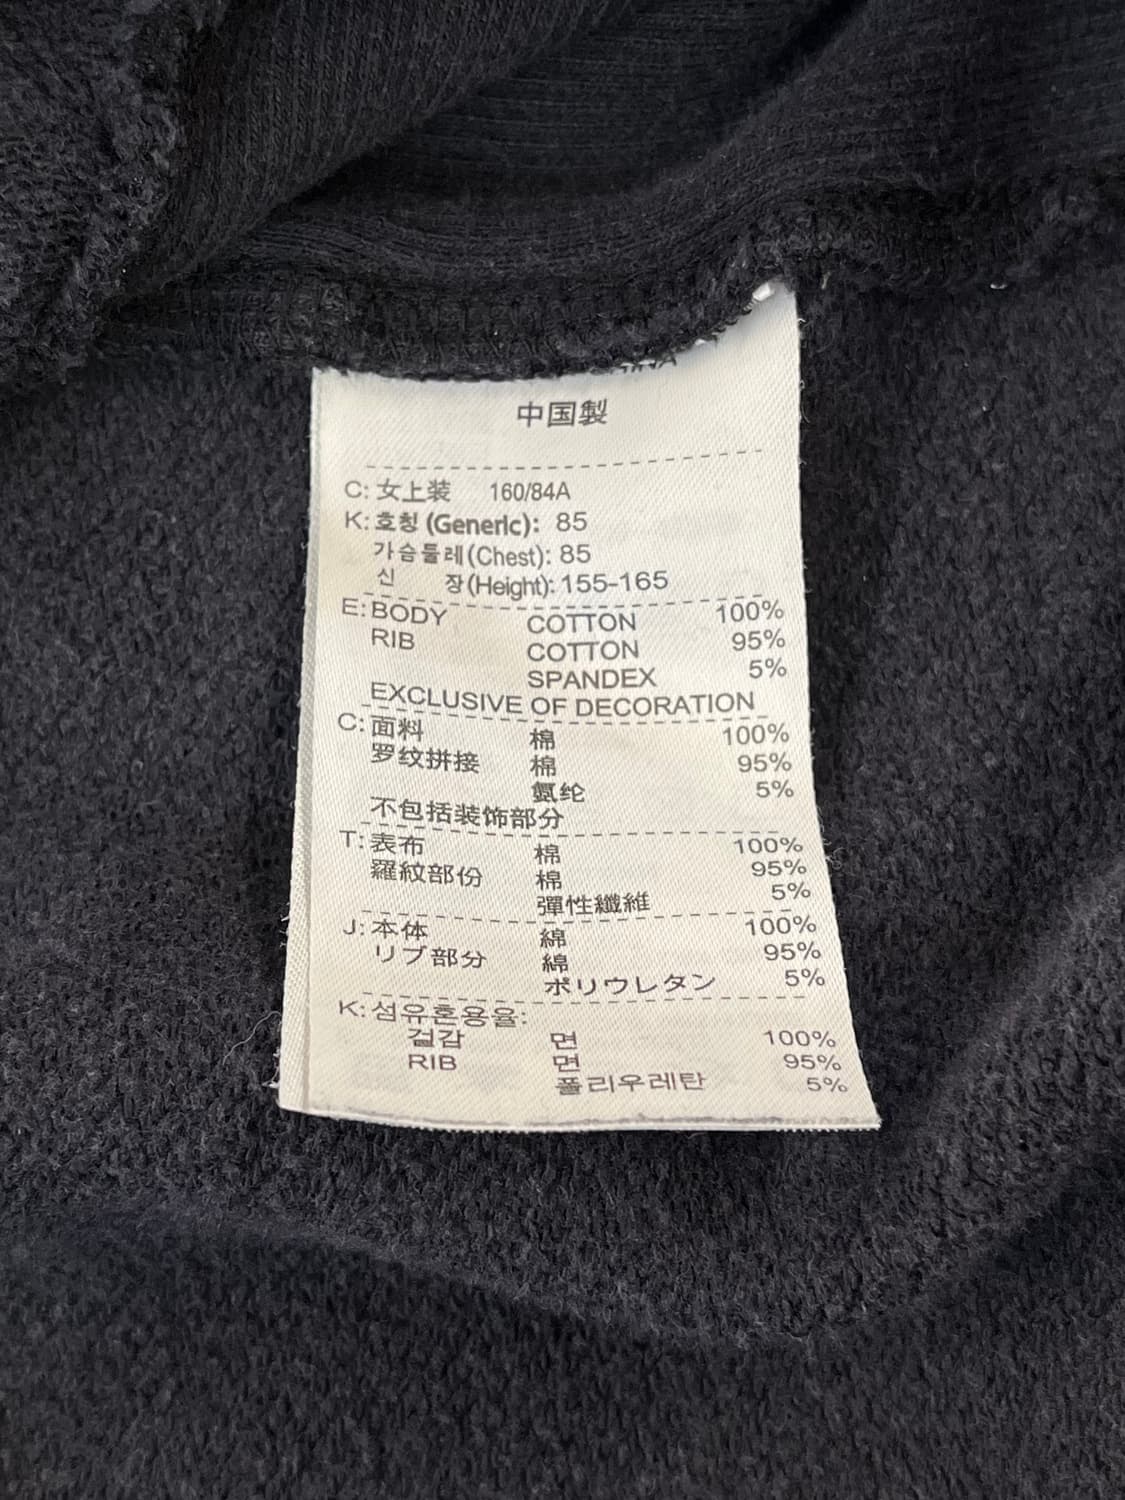 中国製
C: 女上装 160/84A
K: 호칭 (Generic): 85
가슴둘레(Chest): 85
신 장(Height): 155-165
E: BODY COTTON 100%
RIB COTTON 95%
SPANDEX 5%
EXCLUSIVE OF DECORATION
C: 面料 棉 100%
罗纹拼接 棉 95%
氨纶 5%
不包括装饰部分
T: 表布 棉 100%
羅紋部份 棉 95%
彈性纖維 5%
J: 本体 綿 100%
リブ部分 綿 95%
ポリウレタン 5%
K: 섬유혼용율:
겉감 면 100%
RIB 면 95%
폴리우레탄 5%